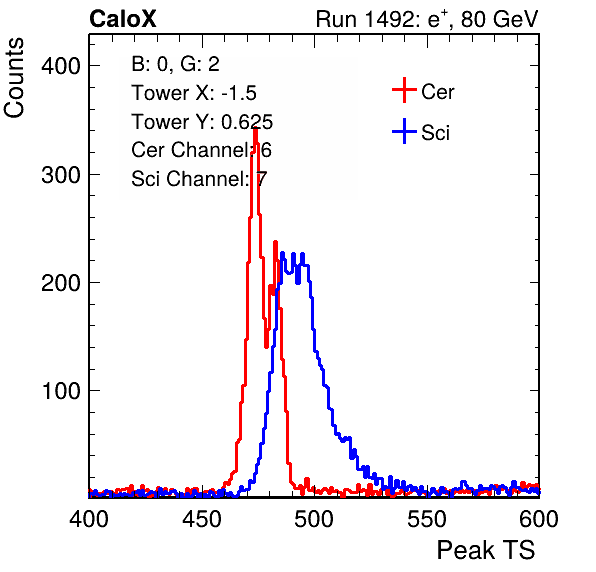 CaloX Run 1492: e+, 80 GeV
Counts
400
300
200
100
B: 0, G: 2
Tower X: -1.5
Tower Y: 0.625
Cer Channel: 6
Sci Channel: 7
Cer
Sci
400 450 500 550 600
Peak TS